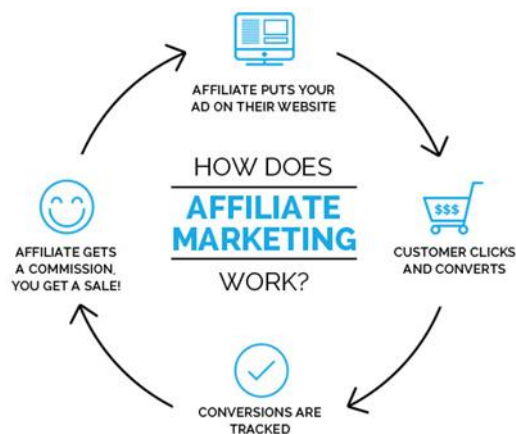 AFFILIATE PUTS YOUR
AD ON THEIR WEBSITE
HOW DOES
AFFILIATE
MARKETING
WORK?
$$$
CUSTOMER CLICKS
AND CONVERTS
CONVERSIONS ARE
TRACKED
AFFILIATE GETS
A COMMISSION,
YOU GET A SALE!